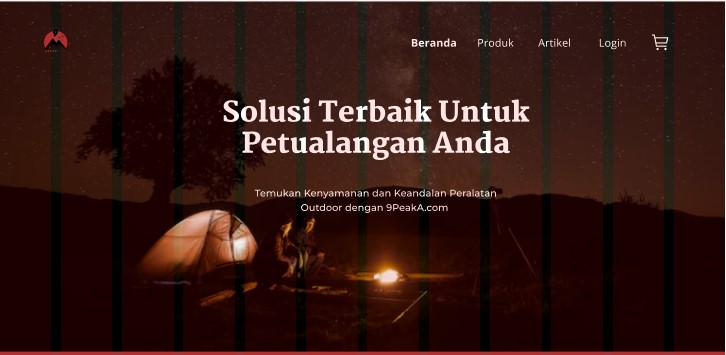 Beranda Produk Artikel Login
Solusi Terbaik Untuk
Petualangan Anda
Temukan Kenyamanan dan Keandalan Peralatan
Outdoor dengan 9PeakA.com